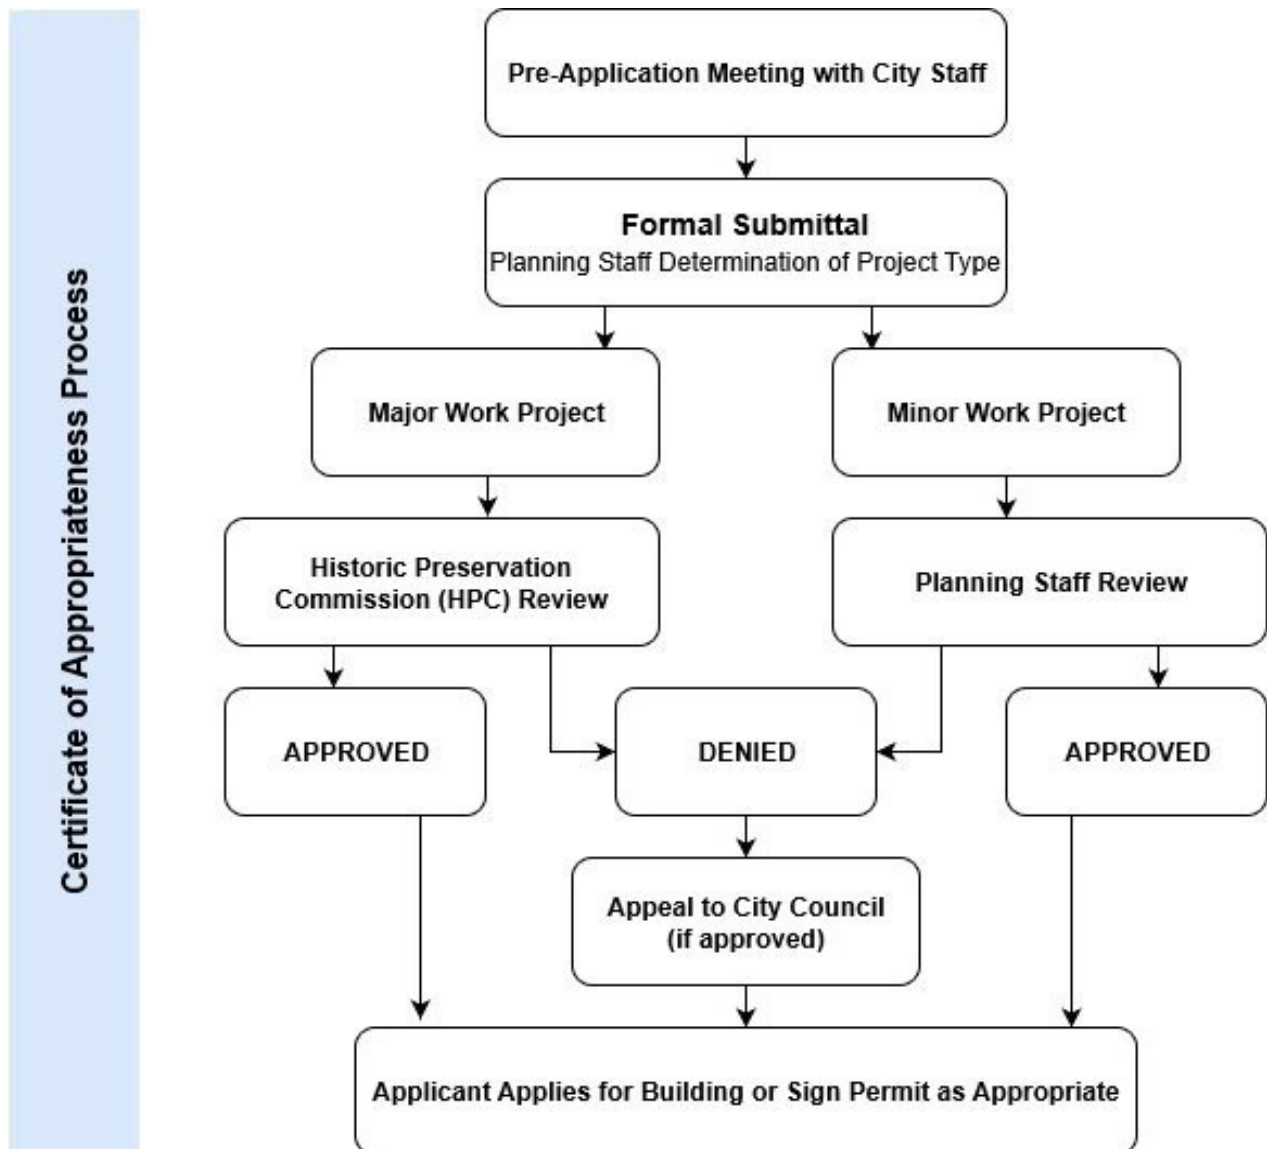 Certificate of Appropriateness Process
Pre-Application Meeting with City Staff
Formal Submittal
Planning Staff Determination of Project Type
Major Work Project
Minor Work Project
Historic Preservation
Commission (HPC) Review
Planning Staff Review
APPROVED
DENIED
APPROVED
Appeal to City Council
(if approved)
Applicant Applies for Building or Sign Permit as Appropriate